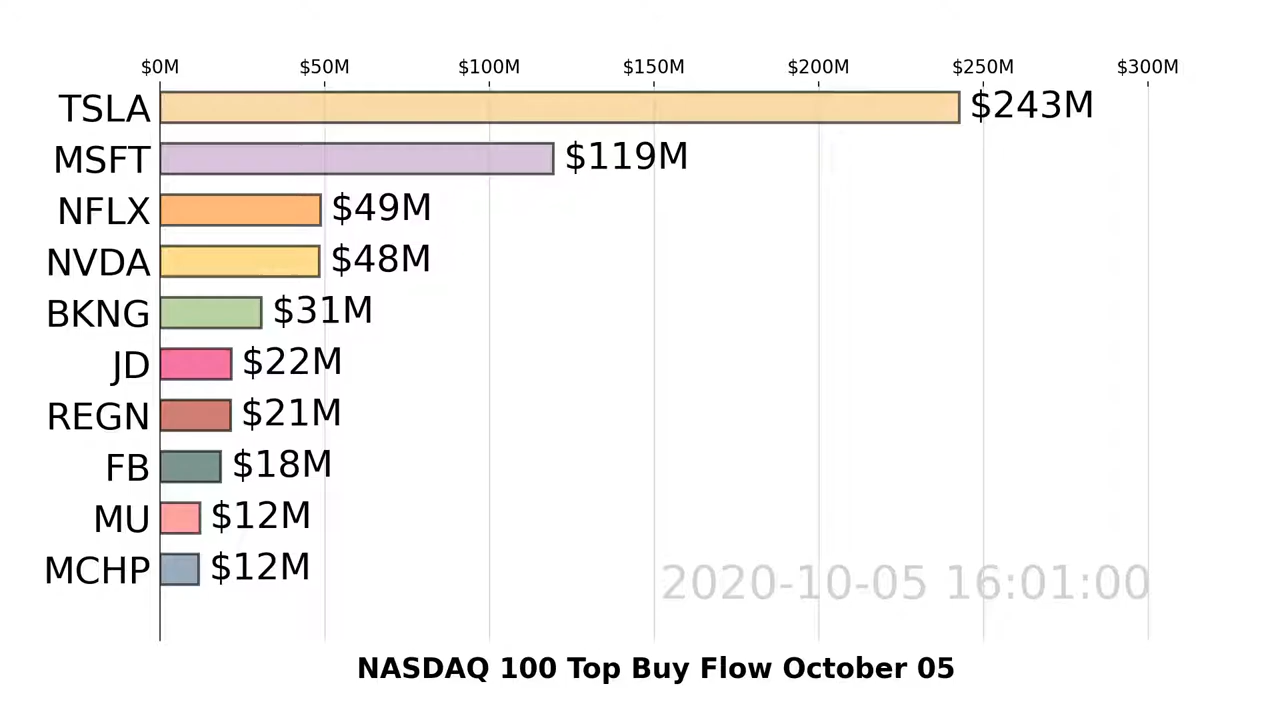 $0M $50M $100M $150M $200M $250M $300M
TSLA $243M
MSFT $119M
NFLX $49M
NVDA $48M
BKNG $31M
JD $22M
REGN $21M
FB $18M
MU $12M
MCHP $12M
2020-10-05 16:01:00
NASDAQ 100 Top Buy Flow October 05